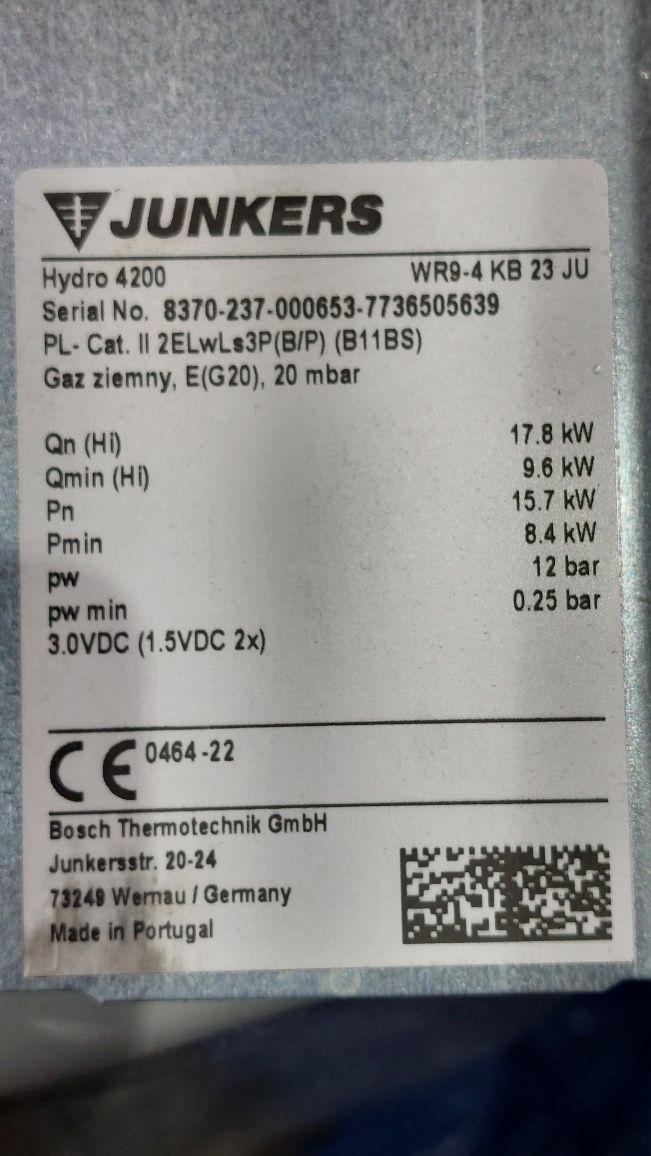 JUNKERS
Hydro 4200 WR9-4 KB 23 JU
Serial No. 8370-237-000653-7736505639
PL- Cat. II 2ELwLs3P(B/P) (B11BS)
Gaz ziemny, E(G20), 20 mbar
Qn (Hi) 17.8 kW
Qmin (Hi) 9.6 kW
Pn 15.7 kW
Pmin 8.4 kW
pw 12 bar
pw min 0.25 bar
3.0VDC (1.5VDC 2x)
CE 0464-22
Bosch Thermotechnik GmbH
Junkersstr. 20-24
73249 Wernau / Germany
Made in Portugal